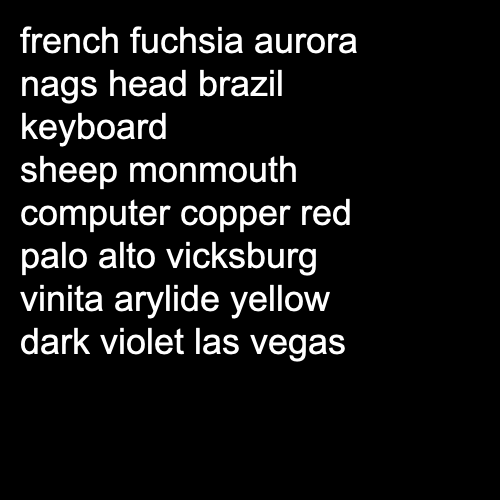 french fuchsia aurora
nags head brazil
keyboard
sheep monmouth
computer copper red
palo alto vicksburg
vinita arylide yellow
dark violet las vegas